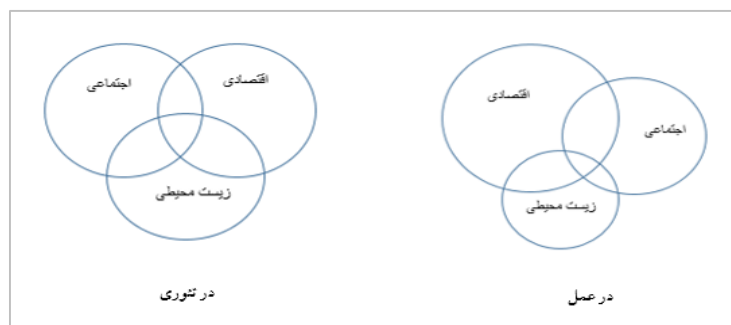 اقتصادی
اجتماعی
زیست محیطی
در عمل
اقتصادی
اجتماعی
زیست محیطی
در تئوری